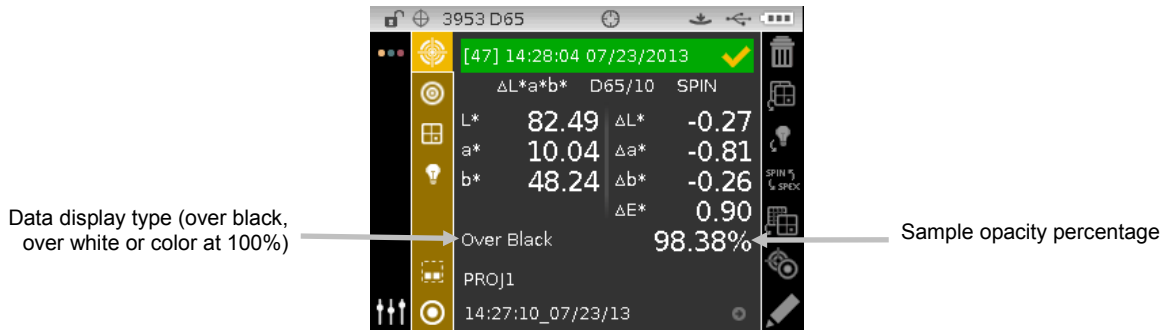 3953 D65
[47] 14:28:04 07/23/2013
ΔL*a*b* D65/10 SPIN
L* 82.49 ΔL* -0.27
a* 10.04 Δa* -0.81
b* 48.24 Δb* -0.26
ΔE* 0.90
SPIN
SPEX
Data display type (over black,
over white or color at 100%)
Over Black 98.38%
Sample opacity percentage
PROJ1
14:27:10_07/23/13